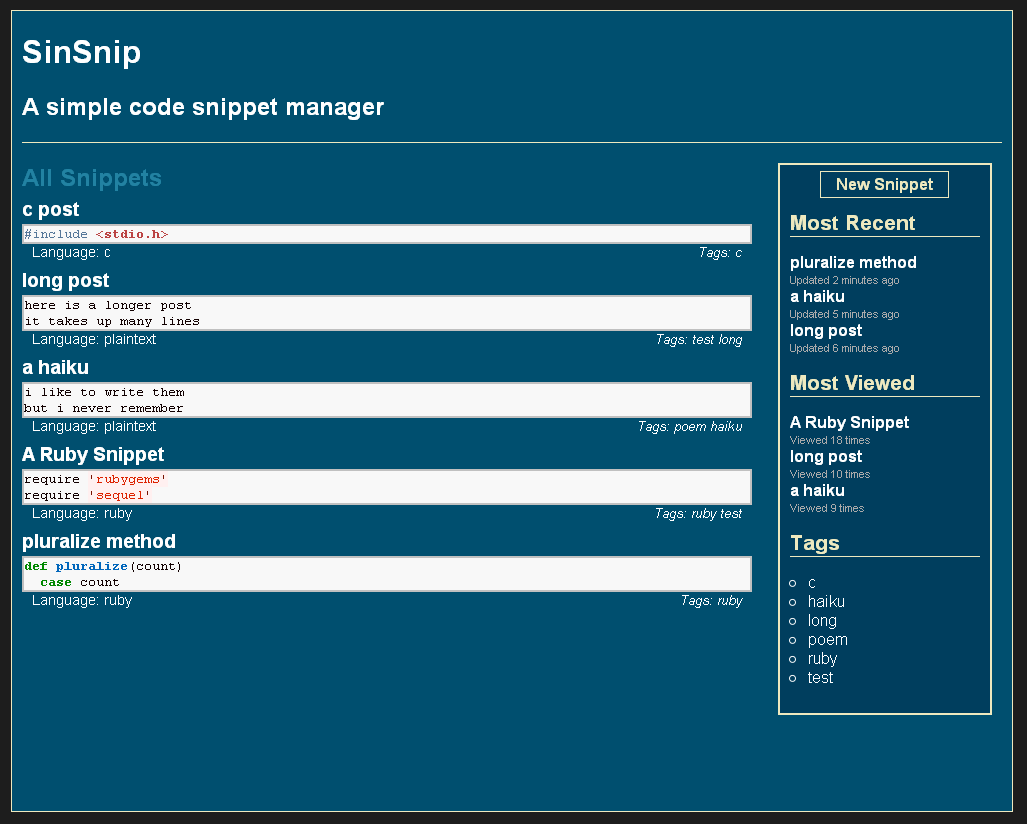 SinSnip
A simple code snippet manager
All Snippets
c post
#include <stdio.h>
Language: c
Tags: c
long post
here is a longer post
it takes up many lines
Language: plaintext
Tags: test long
a haiku
i like to write them
but i never remember
Language: plaintext
Tags: poem haiku
A Ruby Snippet
require 'rubygems'
require 'sequel'
Language: ruby
Tags: ruby test
pluralize method
def pluralize(count)
  case count
Language: ruby
Tags: ruby
New Snippet
Most Recent
pluralize method
Updated 2 minutes ago
a haiku
Updated 5 minutes ago
long post
Updated 6 minutes ago
Most Viewed
A Ruby Snippet
Viewed 18 times
long post
Viewed 10 times
a haiku
Viewed 9 times
Tags
c
haiku
long
poem
ruby
test